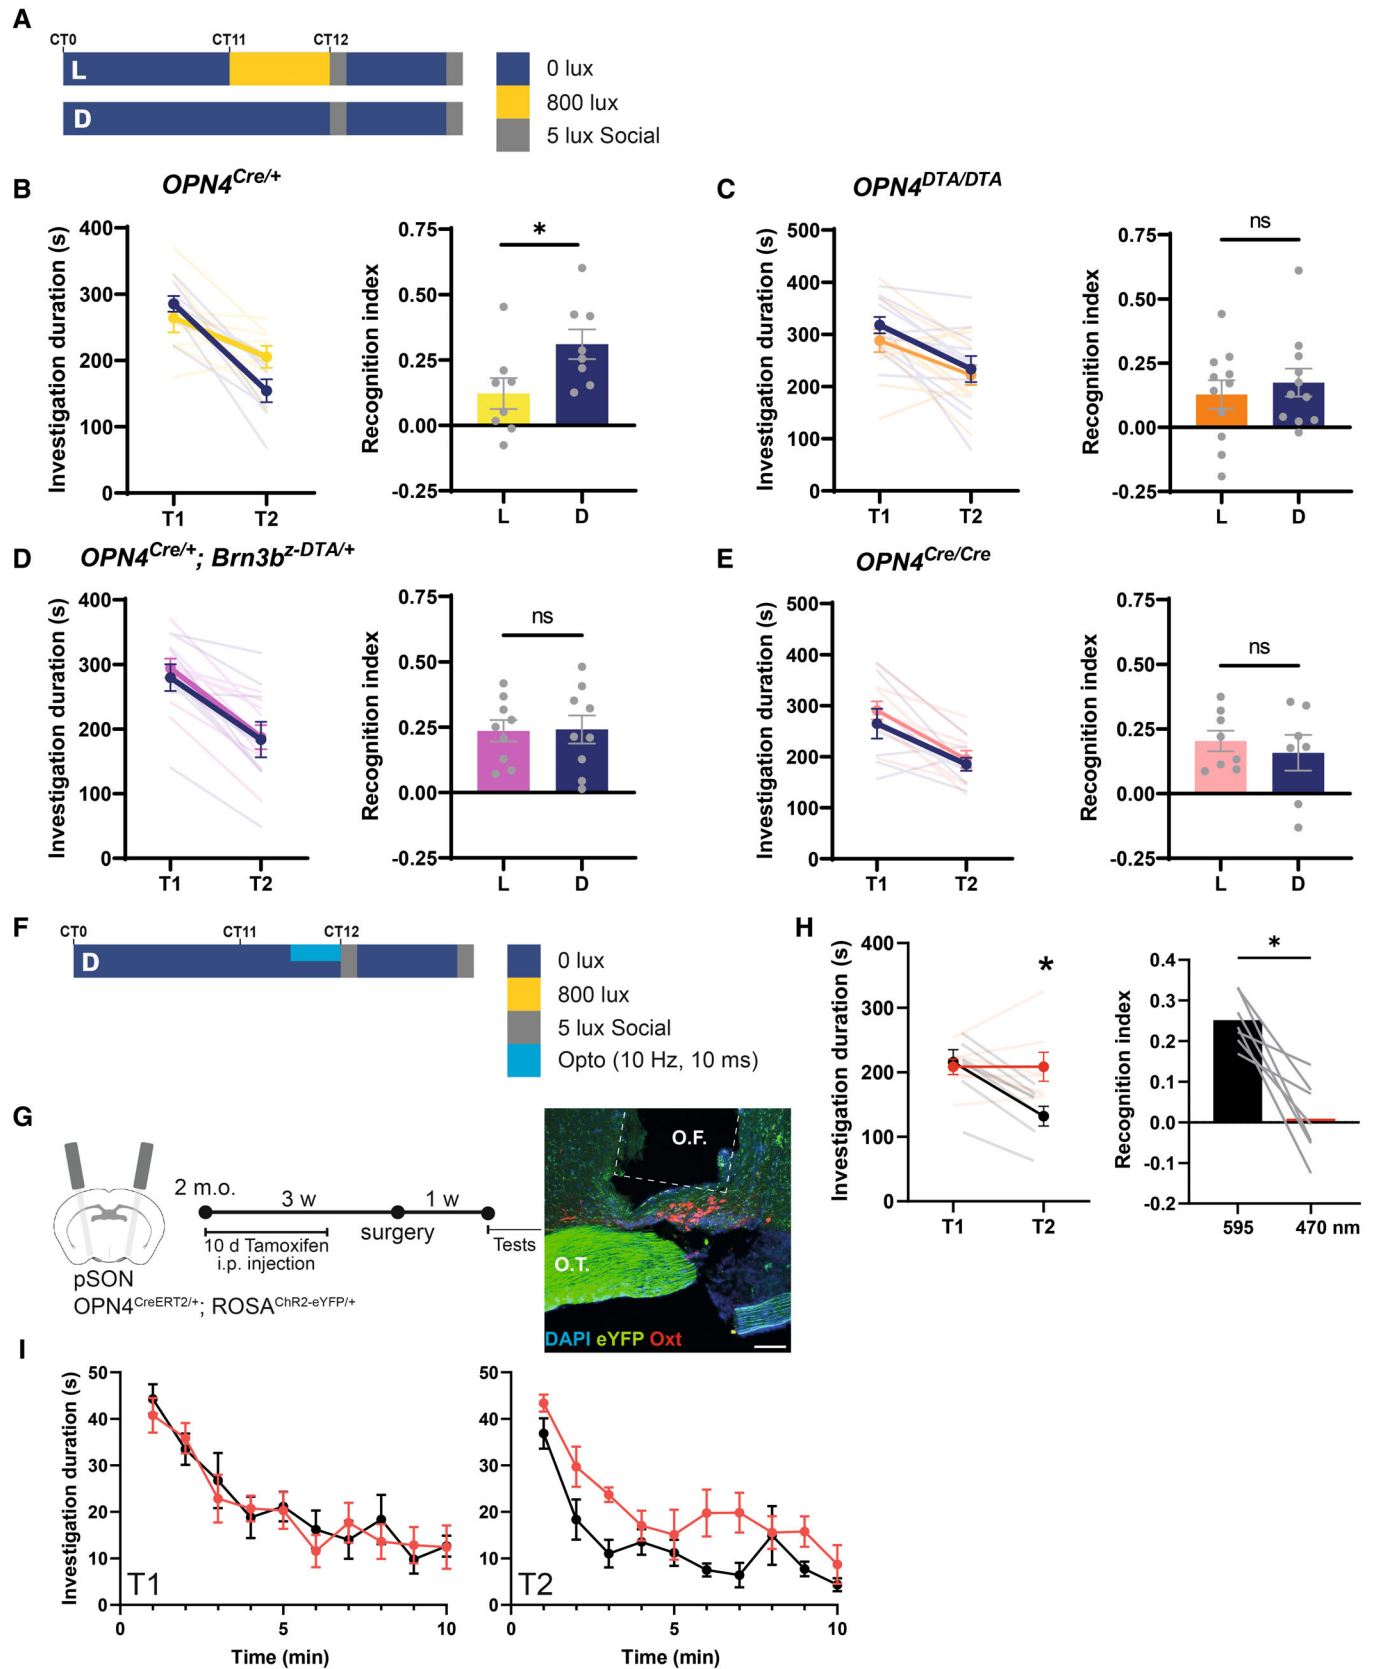 A
CT0 CT11 CT12
L
D
0 lux
800 lux
5 lux Social
B
OPN4Cre/+
Investigation duration (s)
400
300
200
100
0
T1 T2
Recognition index
0.75
0.50
0.25
0.00
-0.25
*
L D
C
OPN4DTA/DTA
Investigation duration (s)
500
400
300
200
100
0
T1 T2
Recognition index
0.75
0.50
0.25
0.00
-0.25
ns
L D
D
OPN4Cre/+; Brn3bz-DTA/+
Investigation duration (s)
400
300
200
100
0
T1 T2
Recognition index
0.75
0.50
0.25
0.00
-0.25
ns
L D
E
OPN4Cre/Cre
Investigation duration (s)
500
400
300
200
100
0
T1 T2
Recognition index
0.75
0.50
0.25
0.00
-0.25
ns
L D
F
CT0 CT11 CT12
D
0 lux
800 lux
5 lux Social
Opto (10 Hz, 10 ms)
G
pSON
OPN4CreERT2/+; ROSAChR2-eYFP/+
2 m.o.
3 w
1 w
surgery
10 d Tamoxifen
i.p. injection
Tests
O.F.
O.T.
DAPI eYFP Oxt
H
Investigation duration (s)
400
300
200
100
0
*
T1 T2
Recognition index
0.4
0.3
0.2
0.1
0.0
-0.1
-0.2
*
595 470 nm
I
Investigation duration (s)
50
40
30
20
10
0
T1
0 5 10
Time (min)
50
40
30
20
10
0
T2
0 5 10
Time (min)